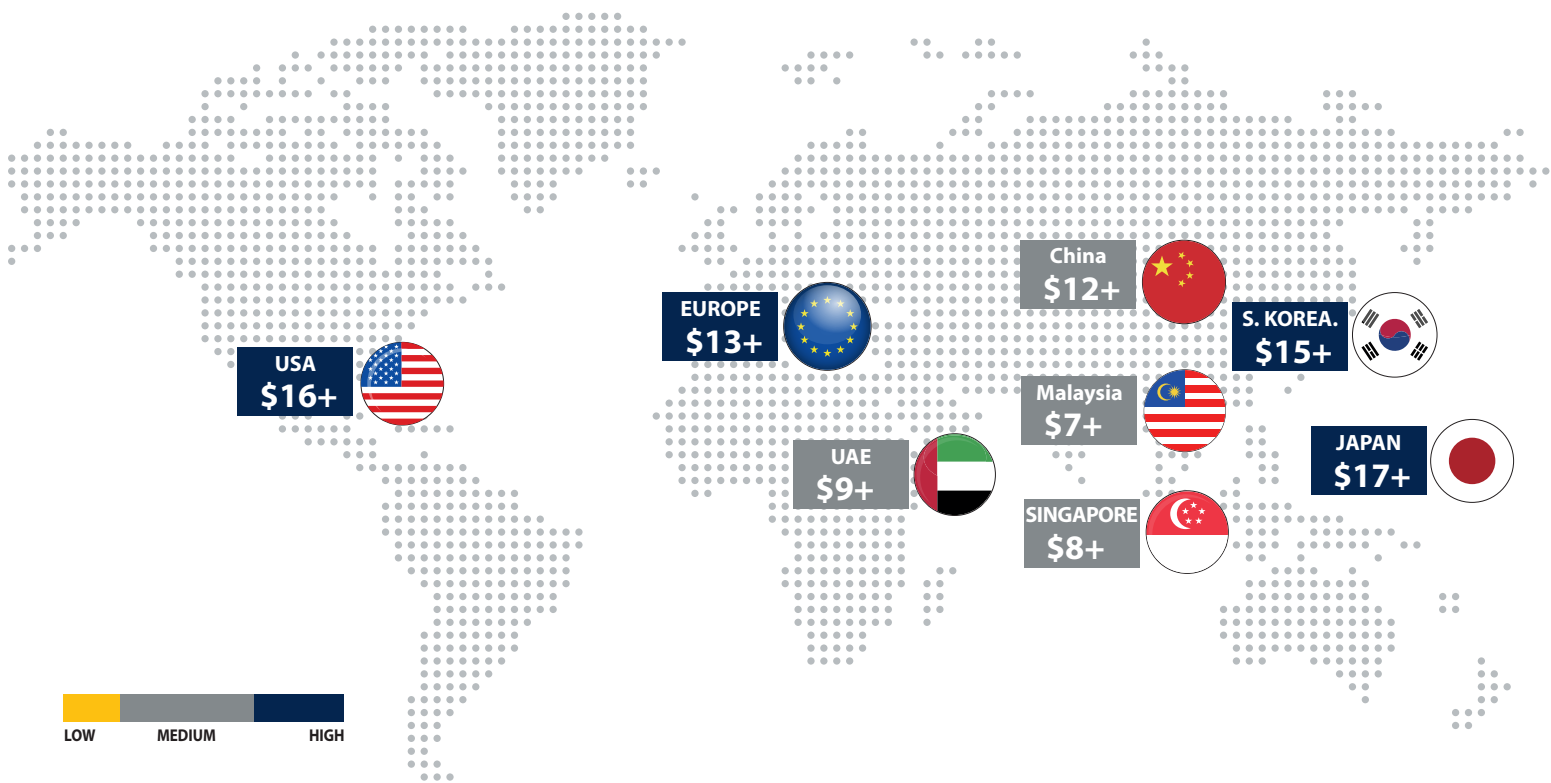 China
$12+
EUROPE
$13+
S. KOREA.
$15+
USA
$16+
Malaysia
$7+
JAPAN
$17+
UAE
$9+
SINGAPORE
$8+
LOW MEDIUM HIGH